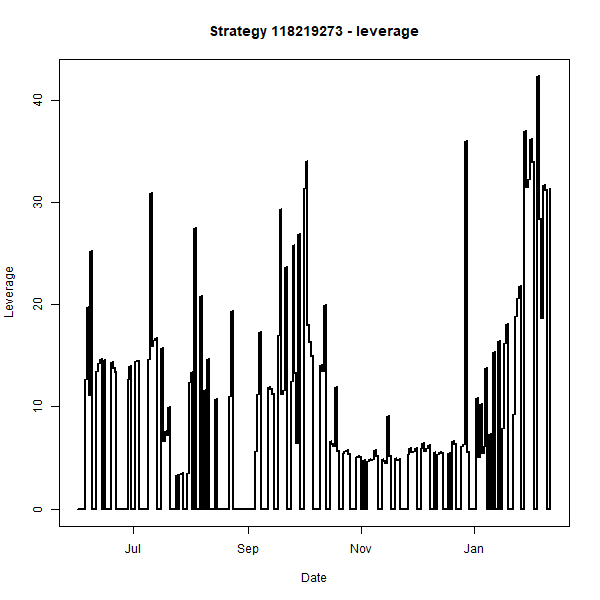 Strategy 118219273 - leverage
40
30
20
10
0
Leverage
Jul
Sep
Nov
Jan
Date